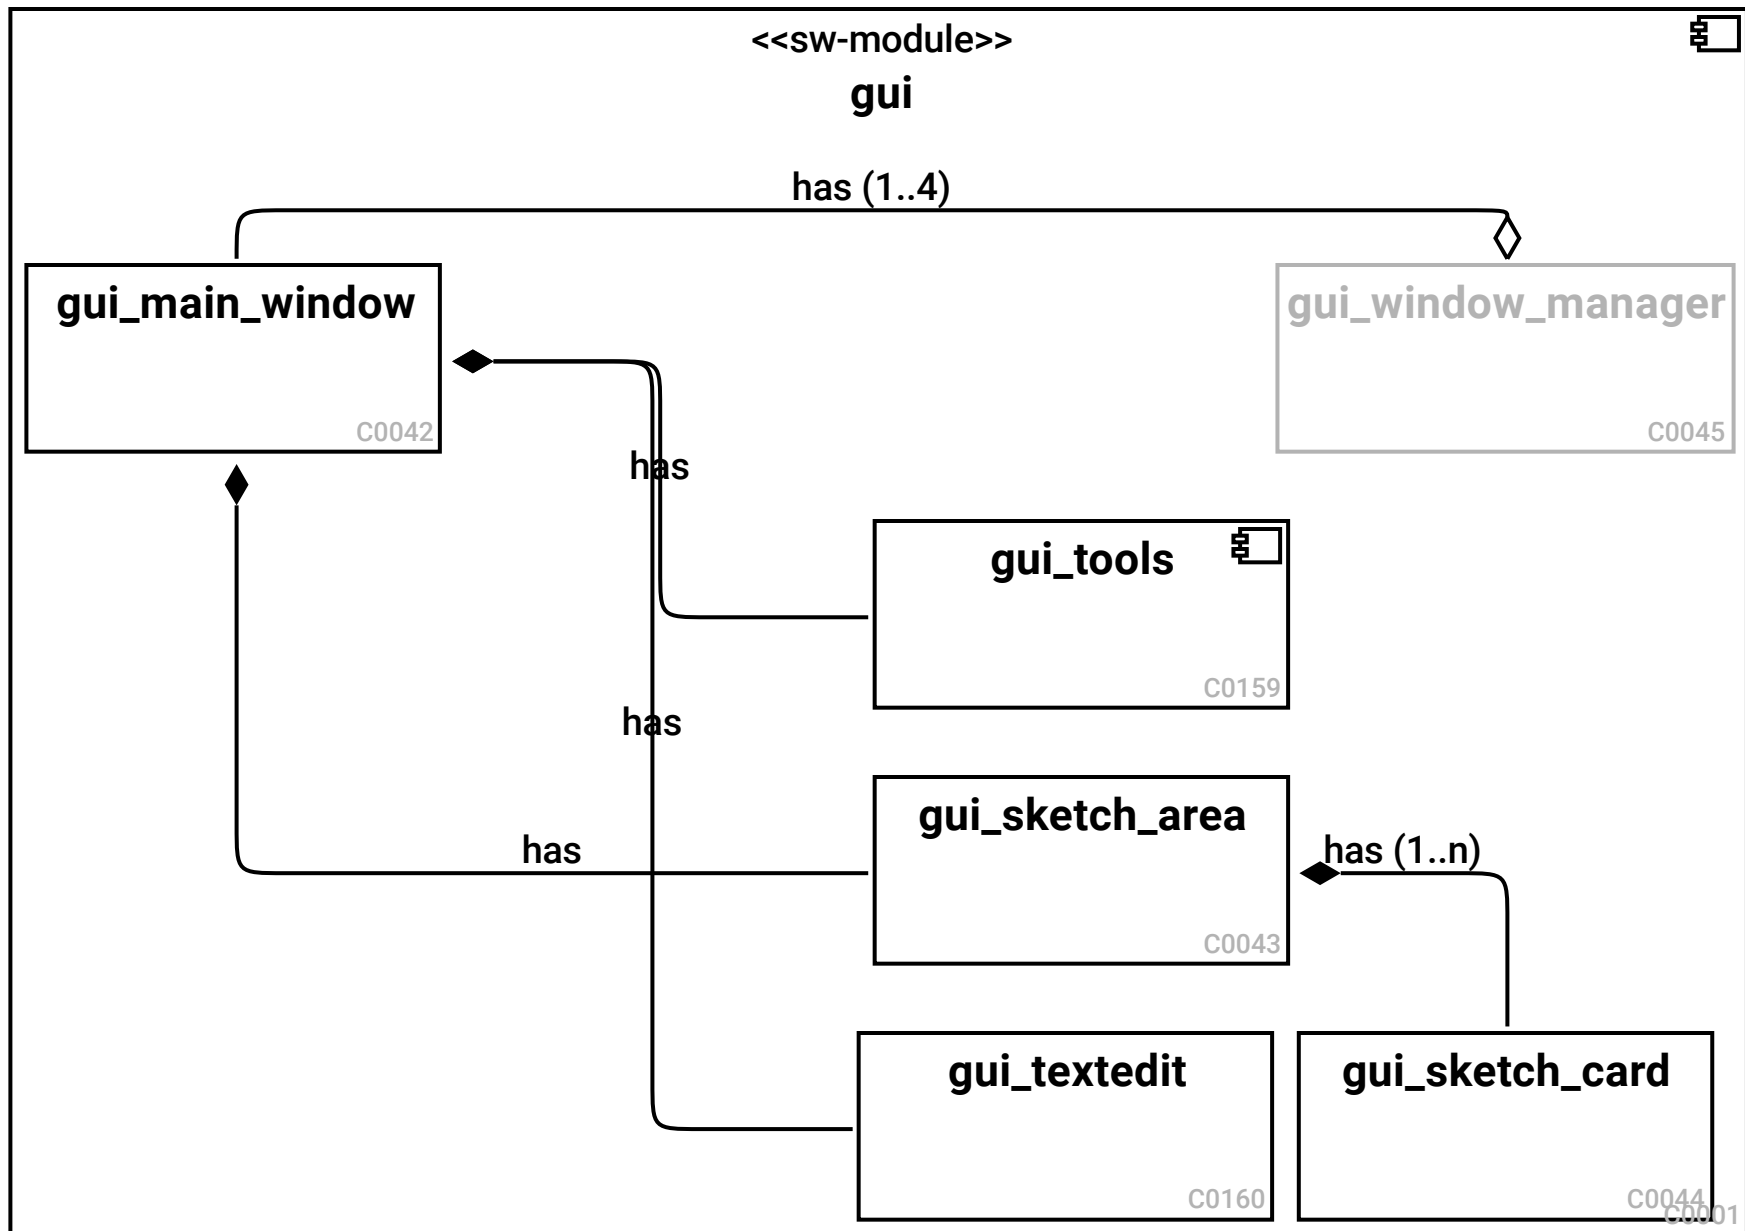 <<sw-module>>
gui
has (1..4)
gui_main_window
C0042
gui_window_manager
C0045
has
gui_tools
C0159
has
gui_sketch_area
C0043
has
has (1..n)
gui_textedit
C0160
gui_sketch_card
C0044
C0001